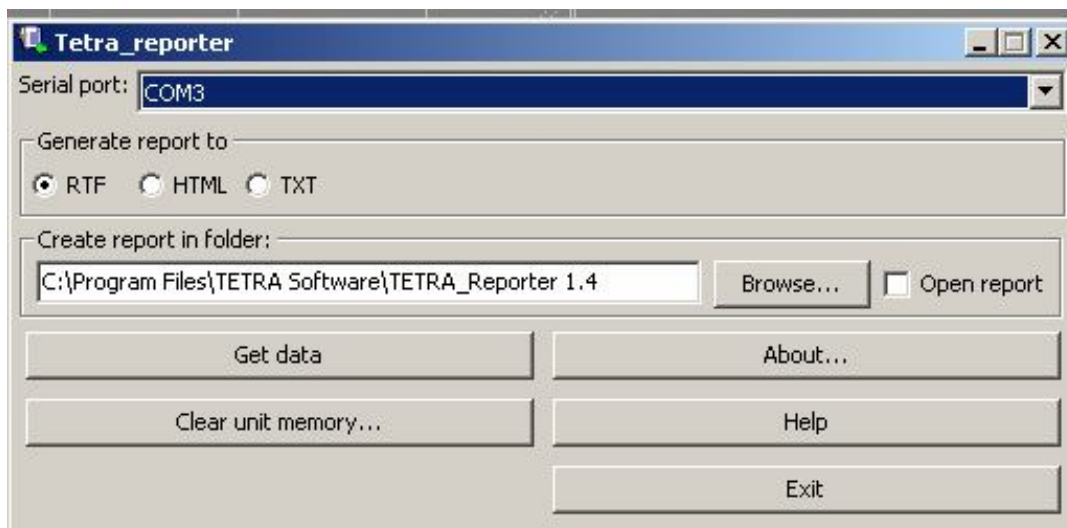 Tetra_reporter
Serial port: COM3
Generate report to
RTF HTML TXT
Create report in folder:
C:\Program Files\TETRA Software\TETRA_Reporter 1.4 Browse... Open report
Get data About...
Clear unit memory... Help
Exit